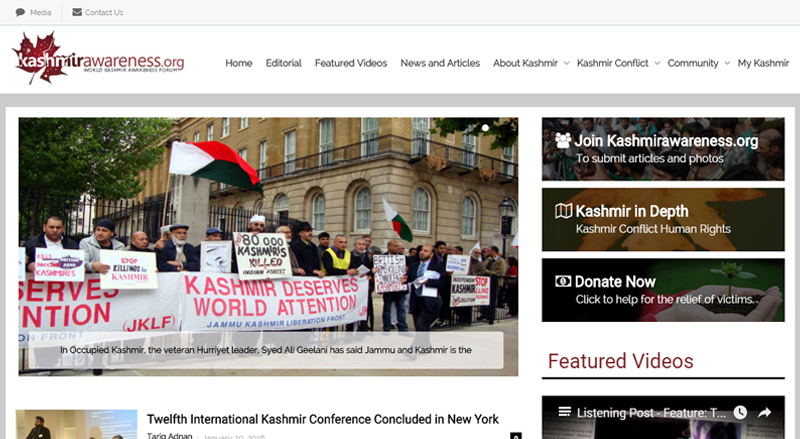 Media
Contact Us
kashmirawareness.org
WORLD KASHMIR AWARENESS FORUM
Home
Editorial
Featured Videos
News and Articles
About Kashmir
Kashmir Conflict
Community
My Kashmir
Join Kashmirawareness.org
To submit articles and photos
Kashmir in Depth
Kashmir Conflict Human Rights
Donate Now
Click to help for the relief of victims.
STOP
KILLINGS IN
KASHMIR
80 000
KASHMIRI'S
KILLED
INDIAN FORCES
SERVES
ATTENTION
(JKLF)
KASHMIR DESERVES
WORLD ATTENTION
JAMMU KASHMIR LIBERATION FRONT
INDEPENDENT
KASHMIR
STOP
In Occupied Kashmir, the veteran Hurriyet leader, Syed Ali Geelani has said Jammu and Kashmir is the
Featured Videos
Listening Post - Feature: T...
Twelfth International Kashmir Conference Concluded in New York
Tariq Adnan - January 20, 2016
0